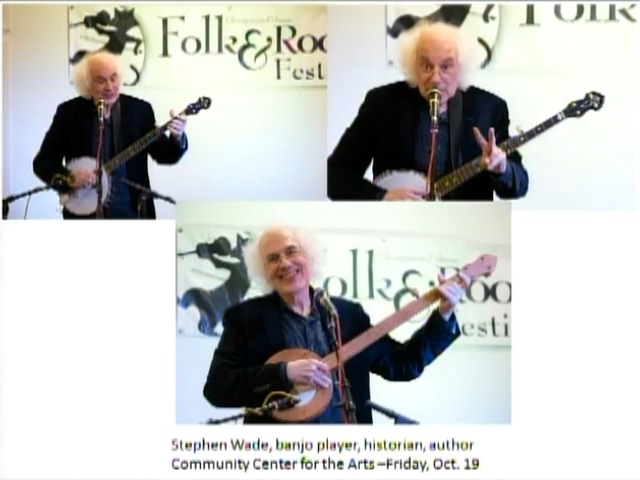 Folk & Roo
Fest
Folk
Folk & Roo
Festi
Stephen Wade, banjo player, historian, author
Community Center for the Arts –Friday, Oct. 19